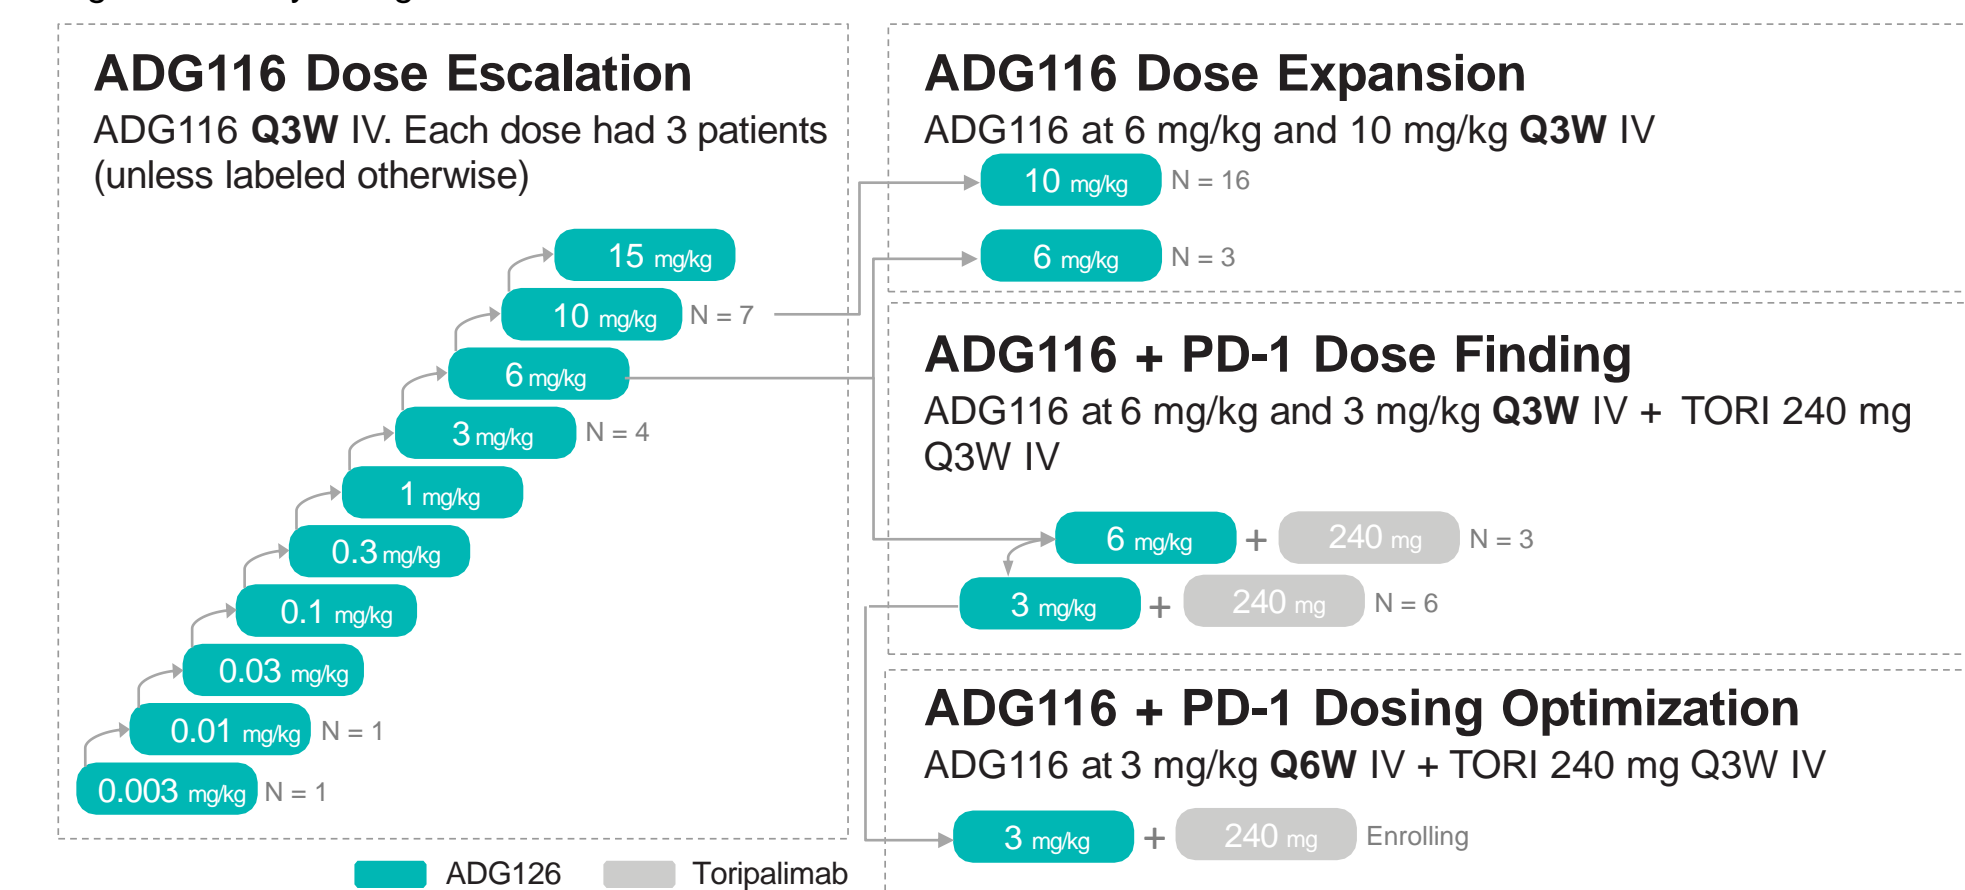 ADG116 Dose Escalation
ADG116 Q3W IV. Each dose had 3 patients
(unless labeled otherwise)
15 mg/kg
10 mg/kg N = 7
6 mg/kg
3 mg/kg N = 4
1 mg/kg
0.3 mg/kg
0.1 mg/kg
0.03 mg/kg
0.01 mg/kg N = 1
0.003 mg/kg N = 1
ADG116 Dose Expansion
ADG116 at 6 mg/kg and 10 mg/kg Q3W IV
10 mg/kg N = 16
6 mg/kg N = 3
ADG116 + PD-1 Dose Finding
ADG116 at 6 mg/kg and 3 mg/kg Q3W IV + TORI 240 mg
Q3W IV
6 mg/kg + 240 mg N = 3
3 mg/kg + 240 mg N = 6
ADG116 + PD-1 Dosing Optimization
ADG116 at 3 mg/kg Q6W IV + TORI 240 mg Q3W IV
3 mg/kg + 240 mg Enrolling
ADG126 Toripalimab